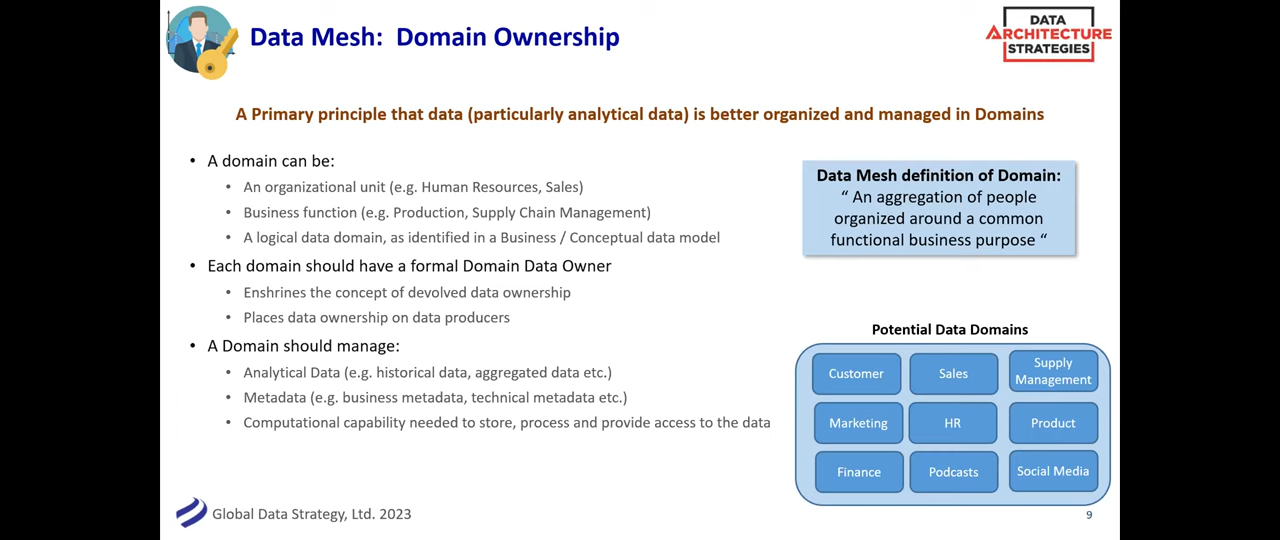 Data Mesh: Domain Ownership
DATA
ARCHITECTURE
STRATEGIES
A Primary principle that data (particularly analytical data) is better organized and managed in Domains
• A domain can be:
• An organizational unit (e.g. Human Resources, Sales)
• Business function (e.g. Production, Supply Chain Management)
• A logical data domain, as identified in a Business / Conceptual data model
• Each domain should have a formal Domain Data Owner
• Enshrines the concept of devolved data ownership
• Places data ownership on data producers
• A Domain should manage:
• Analytical Data (e.g. historical data, aggregated data etc.)
• Metadata (e.g. business metadata, technical metadata etc.)
• Computational capability needed to store, process and provide access to the data
Data Mesh definition of Domain:
“ An aggregation of people
organized around a common
functional business purpose “
Potential Data Domains
Customer
Sales
Supply
Management
Marketing
HR
Product
Finance
Podcasts
Social Media
Global Data Strategy, Ltd. 2023
9